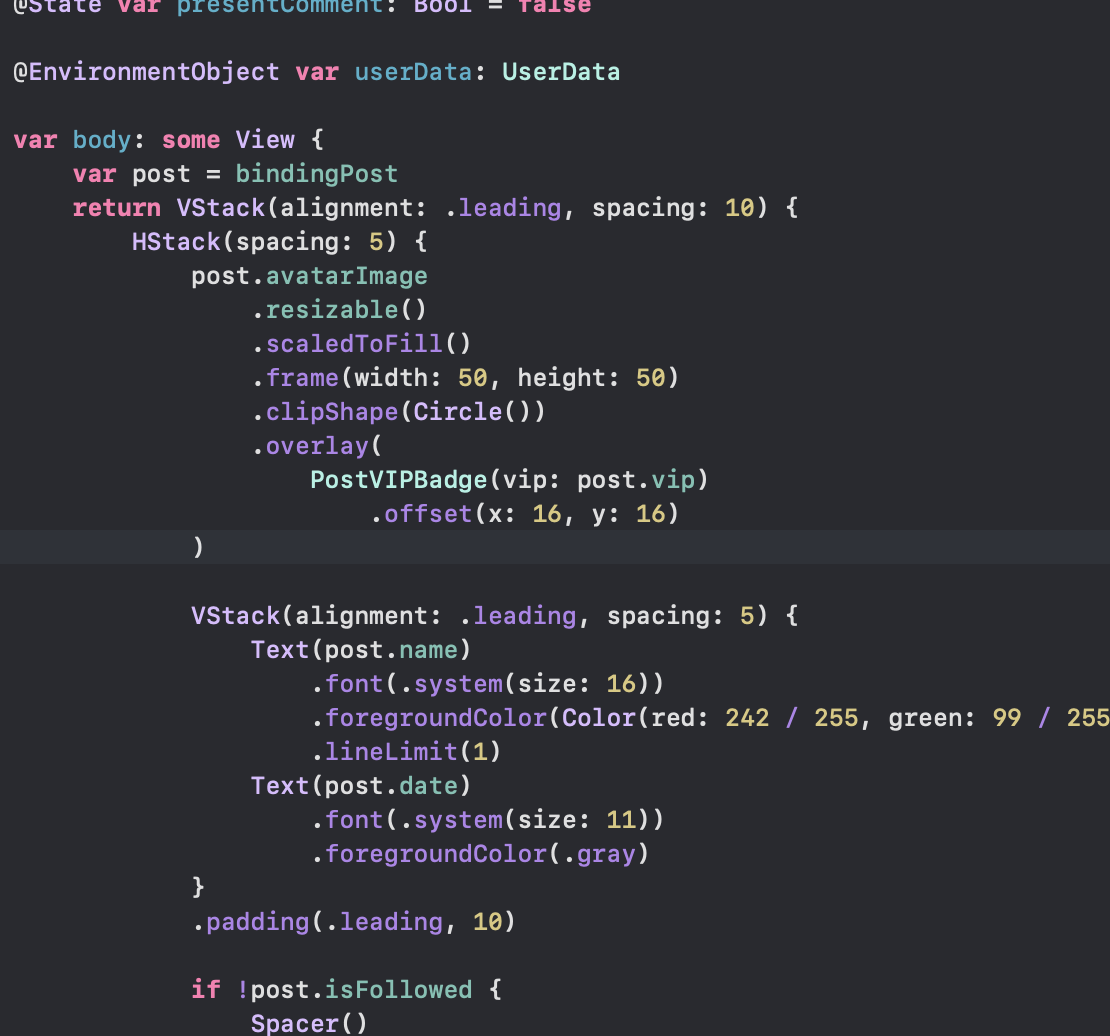 @State var presentComment: Bool = false
@EnvironmentObject var userData: UserData
var body: some View {
var post = bindingPost
return VStack(alignment: .leading, spacing: 10) {
HStack(spacing: 5) {
post.avatarImage
.resizable()
.scaledToFill()
.frame(width: 50, height: 50)
.clipShape(Circle())
.overlay(
PostVIPBadge(vip: post.vip)
.offset(x: 16, y: 16)
)
VStack(alignment: .leading, spacing: 5) {
Text(post.name)
.font(.system(size: 16))
.foregroundColor(Color(red: 242 / 255, green: 99 / 255
.lineLimit(1)
Text(post.date)
.font(.system(size: 11))
.foregroundColor(.gray)
}
.padding(.leading, 10)
if !post.isFollowed {
Spacer()